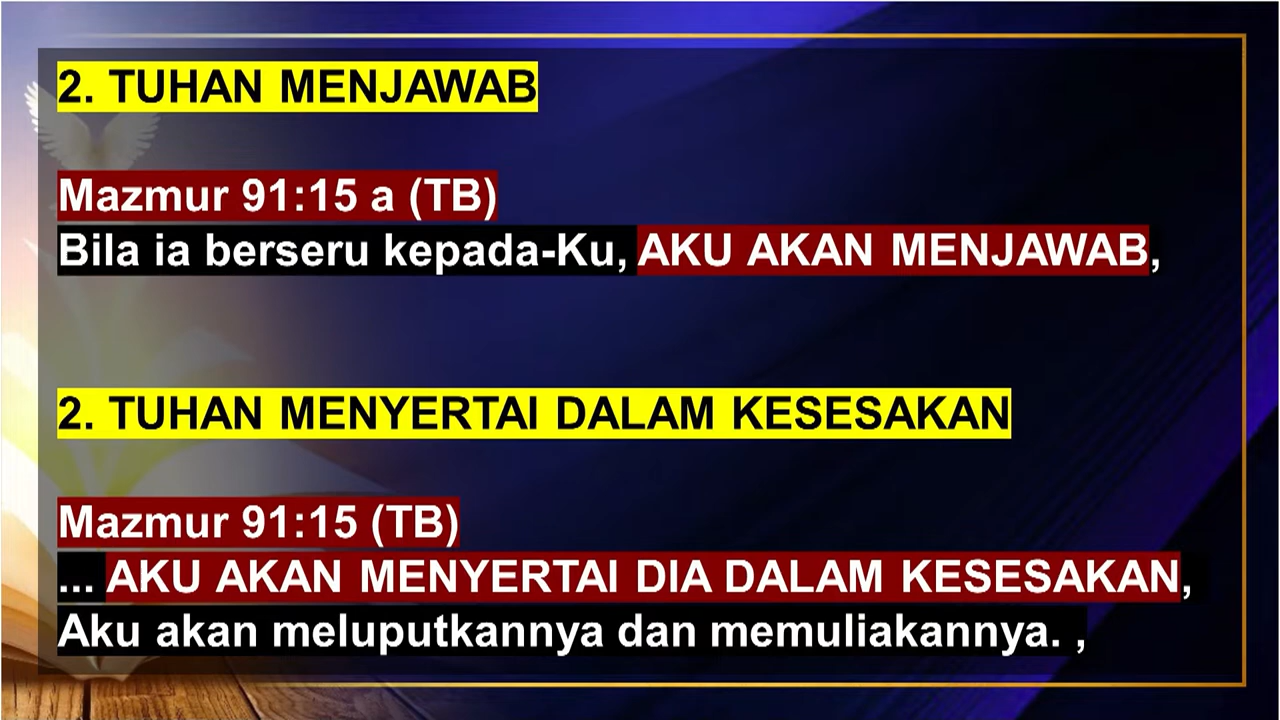 2. TUHAN MENJAWAB
Mazmur 91:15 a (TB)
Bila ia berseru kepada-Ku, AKU AKAN MENJAWAB,
2. TUHAN MENYERTAI DALAM KESESAKAN
Mazmur 91:15 (TB)
... AKU AKAN MENYERTAI DIA DALAM KESESAKAN,
Aku akan meluputkannya dan memuliakannya. ,